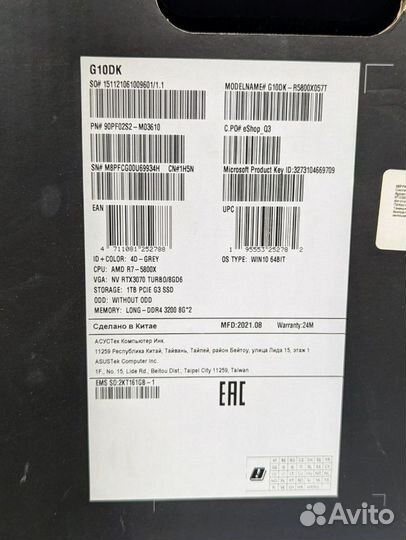 G10DK
SO# 151121061009601/1.1
MODELNAME# G10DK-R5800X057T
PN# 90PF02S2-M03610
C.PO# eShop_Q3
SN# M8PFCG00U69934H CN#1H5N
Microsoft Product Key ID:3273104669709
EAN
UPC
4 711081 252788
1 95553 25278 2
ID+COLOR: 4D-GREY
OS TYPE: WIN10 64BIT
CPU: AMD R7-5800X
VGA: NV RTX3070 TURBO/8GD6
STORAGE: 1TB PCIE G3 SSD
ODD: WITHOUT ODD
MEMORY: LONG-DDR4 3200 8G*2
Сделано в Китае
MFD:2021.08
Warranty:24M
АСУСТек Компьютер Инк.
11259 Республика Китай, Тайвань, Тайпей, район Бейтоу, улица Лида 15, этаж 1
ASUSTek Computer Inc.
1F., No. 15, Lide Rd., Beitou Dist., Taipei City 11259, Taiwan
EMS SO:2KT161GB-1
EAC
Avito